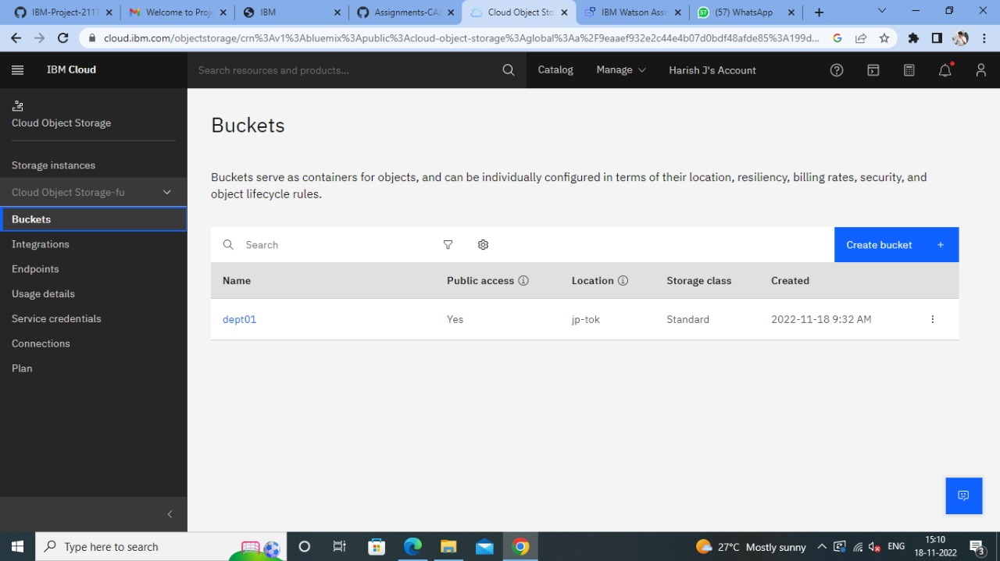 IBM-Project-2117
Welcome to Proje
IBM
Assignments-CAp
Cloud Object Sto
IBM Watson Assis
(57) WhatsApp
cloud.ibm.com/objectstorage/crn%3Av1%3Abluemix%3Apublic%3Acloud-object-storage%3Aglobal%3Aa%2F9eaaef932e2c44e4b07d0bdf48afde85%3A199d...
IBM Cloud
Search resources and products...
Catalog
Manage
Harish J's Account
Cloud Object Storage
Storage instances
Cloud Object Storage-fu
Buckets
Integrations
Endpoints
Usage details
Service credentials
Connections
Plan
Buckets
Buckets serve as containers for objects, and can be individually configured in terms of their location, resiliency, billing rates, security, and
object lifecycle rules.
Search
Create bucket +
Name Public access Location Storage class Created
dept01 Yes jp-tok Standard 2022-11-18 9:32 AM
Type here to search
27°C Mostly sunny
ENG
15:10
18-11-2022
3